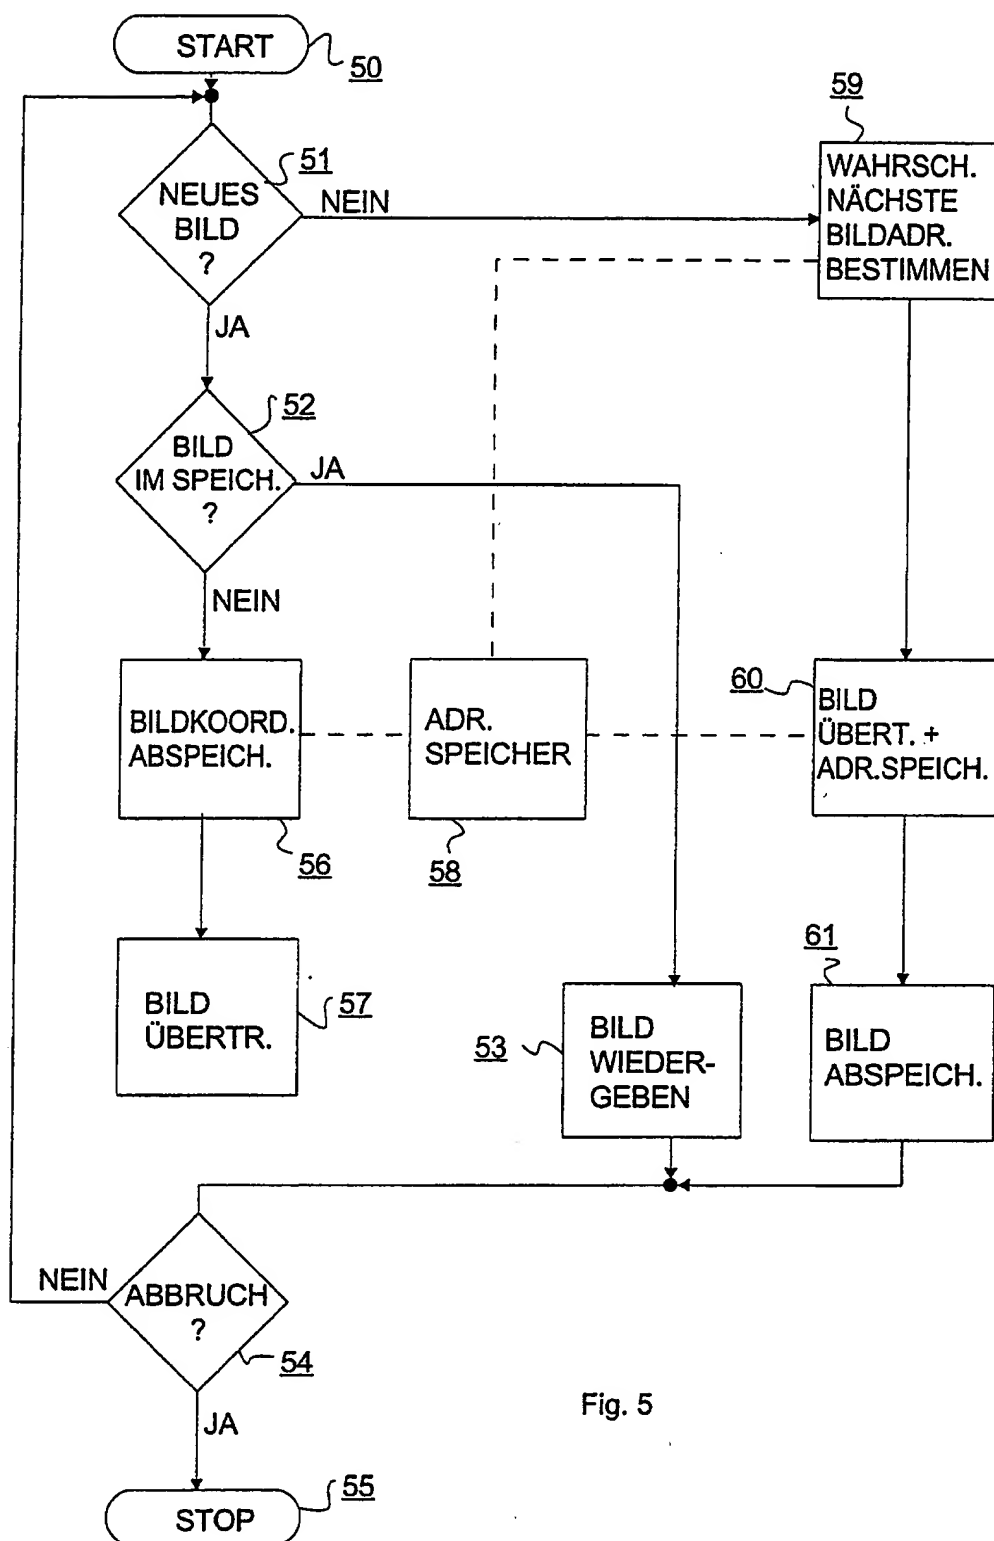 START
50
59
WAHRSCH.
NÄCHSTE
BILDADR.
BESTIMMEN
51
NEUES
BILD
?
NEIN
JA
52
BILD
IM SPEICH.
?
JA
NEIN
BILDKOORD.
ABSPEICH.
56
ADR.
SPEICHER
58
60
BILD
ÜBERT. +
ADR.SPEICH.
BILD
ÜBERTR.
57
53
BILD
WIEDER-
GEBEN
61
BILD
ABSPEICH.
NEIN
ABBRUCH
?
54
JA
Fig. 5
STOP
55